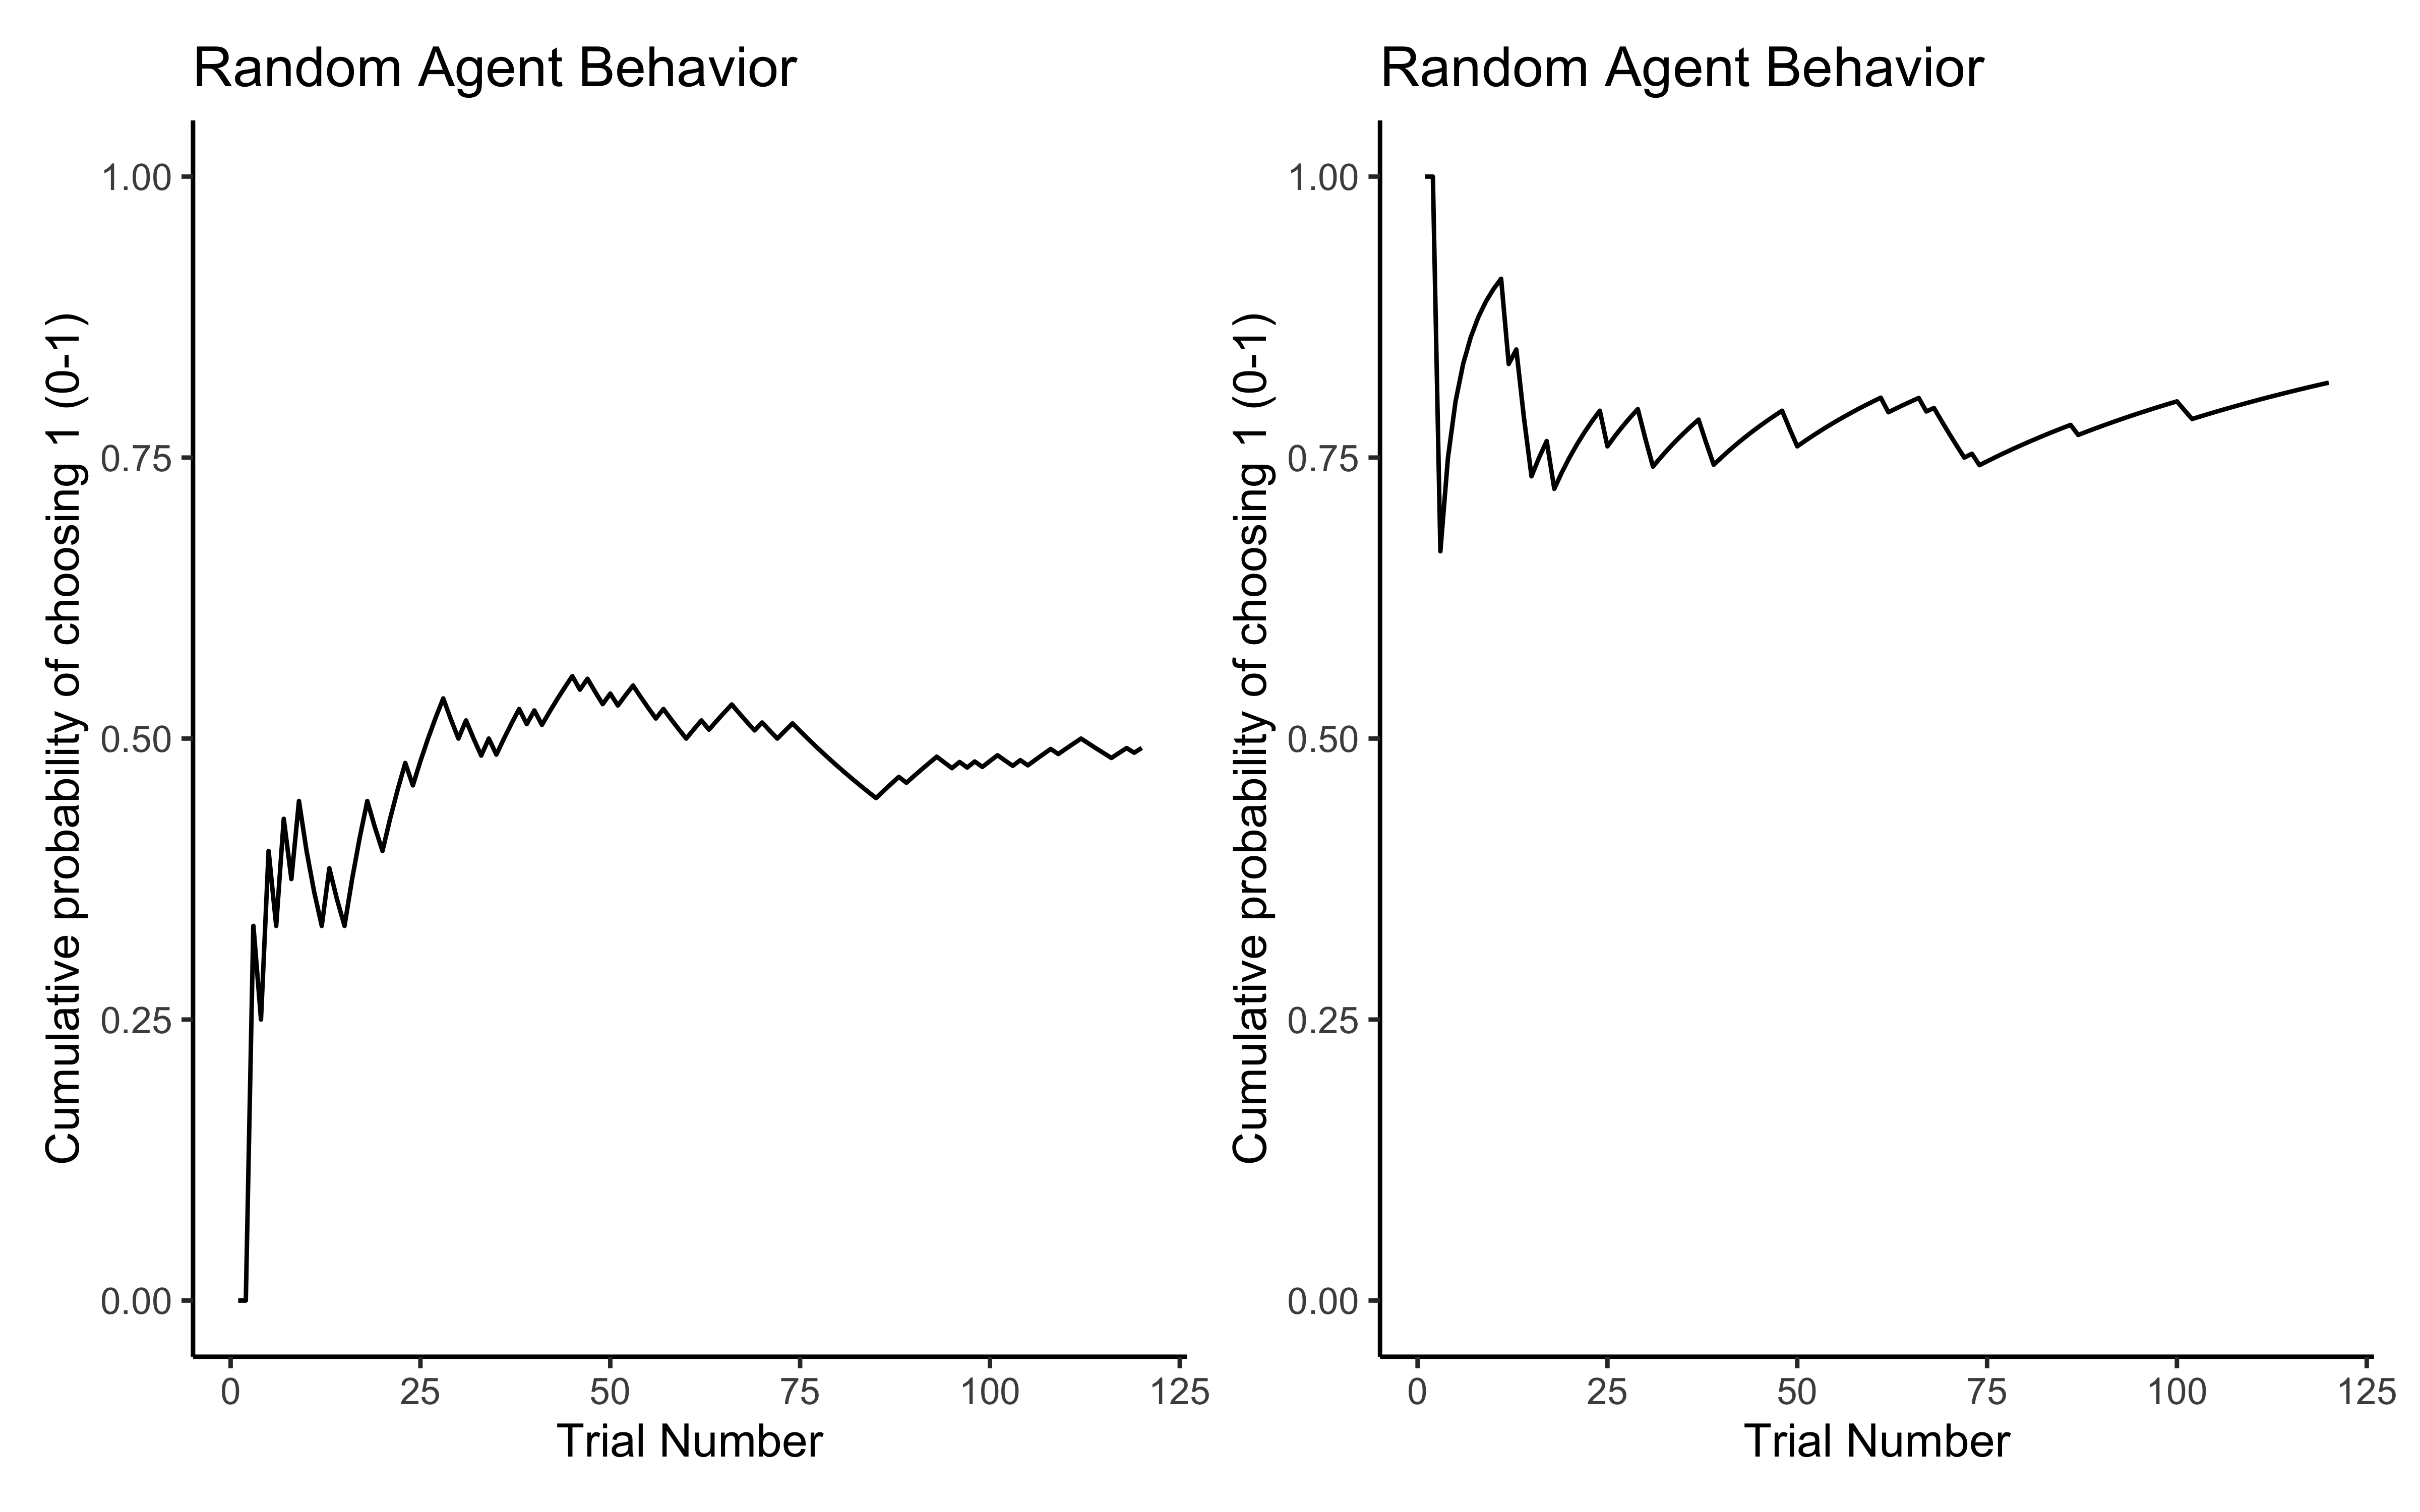 Random Agent Behavior
Cumulative probability of choosing 1 (0-1)
1.00
0.75
0.50
0.25
0.00
0 25 50 75 100 125
Trial Number
Random Agent Behavior
Cumulative probability of choosing 1 (0-1)
1.00
0.75
0.50
0.25
0.00
0 25 50 75 100 125
Trial Number